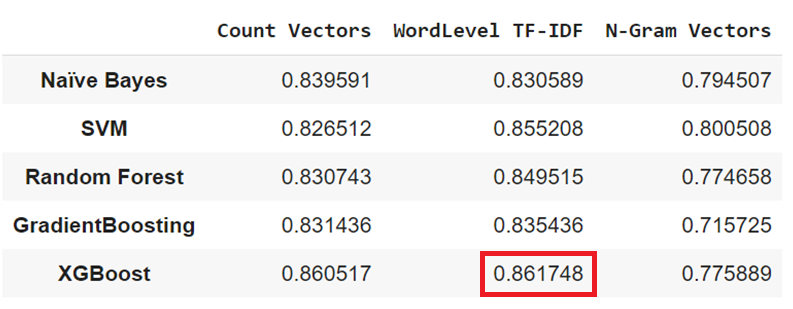 Count Vectors WordLevel TF-IDF N-Gram Vectors
Naïve Bayes 0.839591 0.830589 0.794507
SVM 0.826512 0.855208 0.800508
Random Forest 0.830743 0.849515 0.774658
GradientBoosting 0.831436 0.835436 0.715725
XGBoost 0.860517 0.861748 0.775889